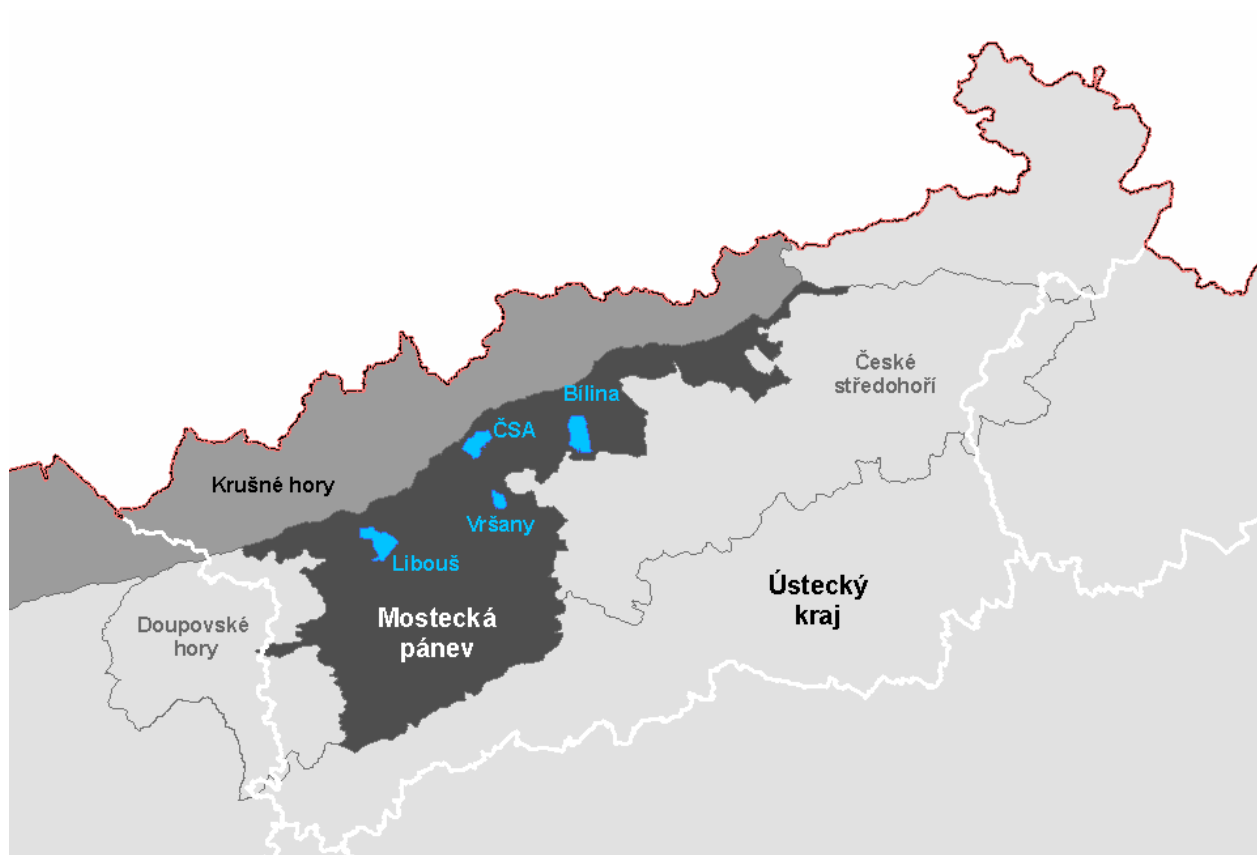 České
středohoří
Bílina
ČSA
Krušné hory
Vršany
Libouš
Ústecký
kraj
Mostecká
pánev
Doupovské
hory